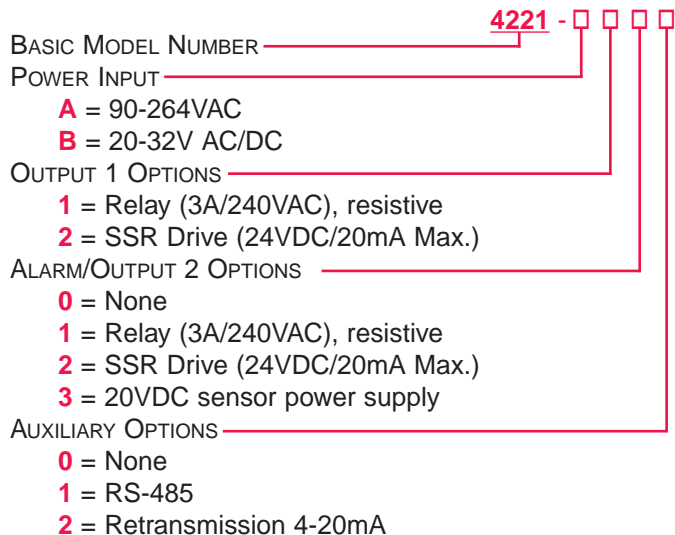 4221 - □ □ □ □
BASIC MODEL NUMBER
POWER INPUT
A = 90-264VAC
B = 20-32V AC/DC
OUTPUT 1 OPTIONS
1 = Relay (3A/240VAC), resistive
2 = SSR Drive (24VDC/20mA Max.)
ALARM/OUTPUT 2 OPTIONS
0 = None
1 = Relay (3A/240VAC), resistive
2 = SSR Drive (24VDC/20mA Max.)
3 = 20VDC sensor power supply
AUXILIARY OPTIONS
0 = None
1 = RS-485
2 = Retransmission 4-20mA